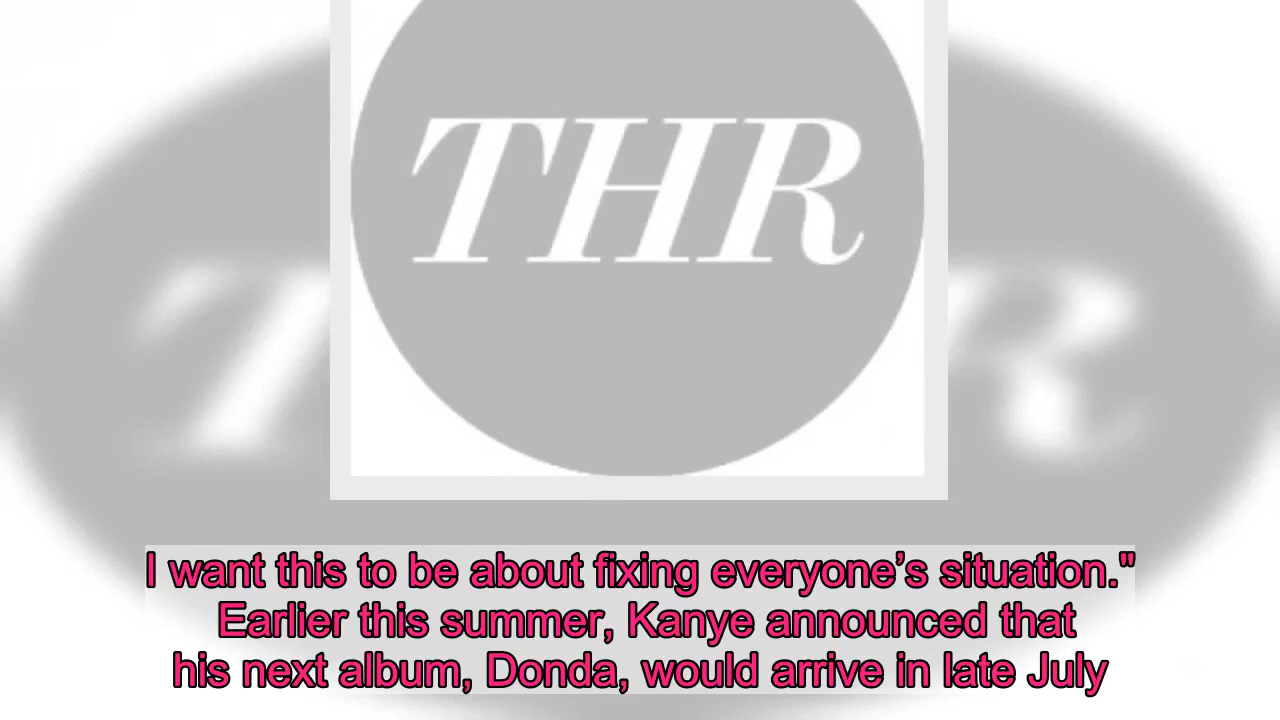 THR
I want this to be about fixing everyone’s situation."
Earlier this summer, Kanye announced that
his next album, Donda, would arrive in late July